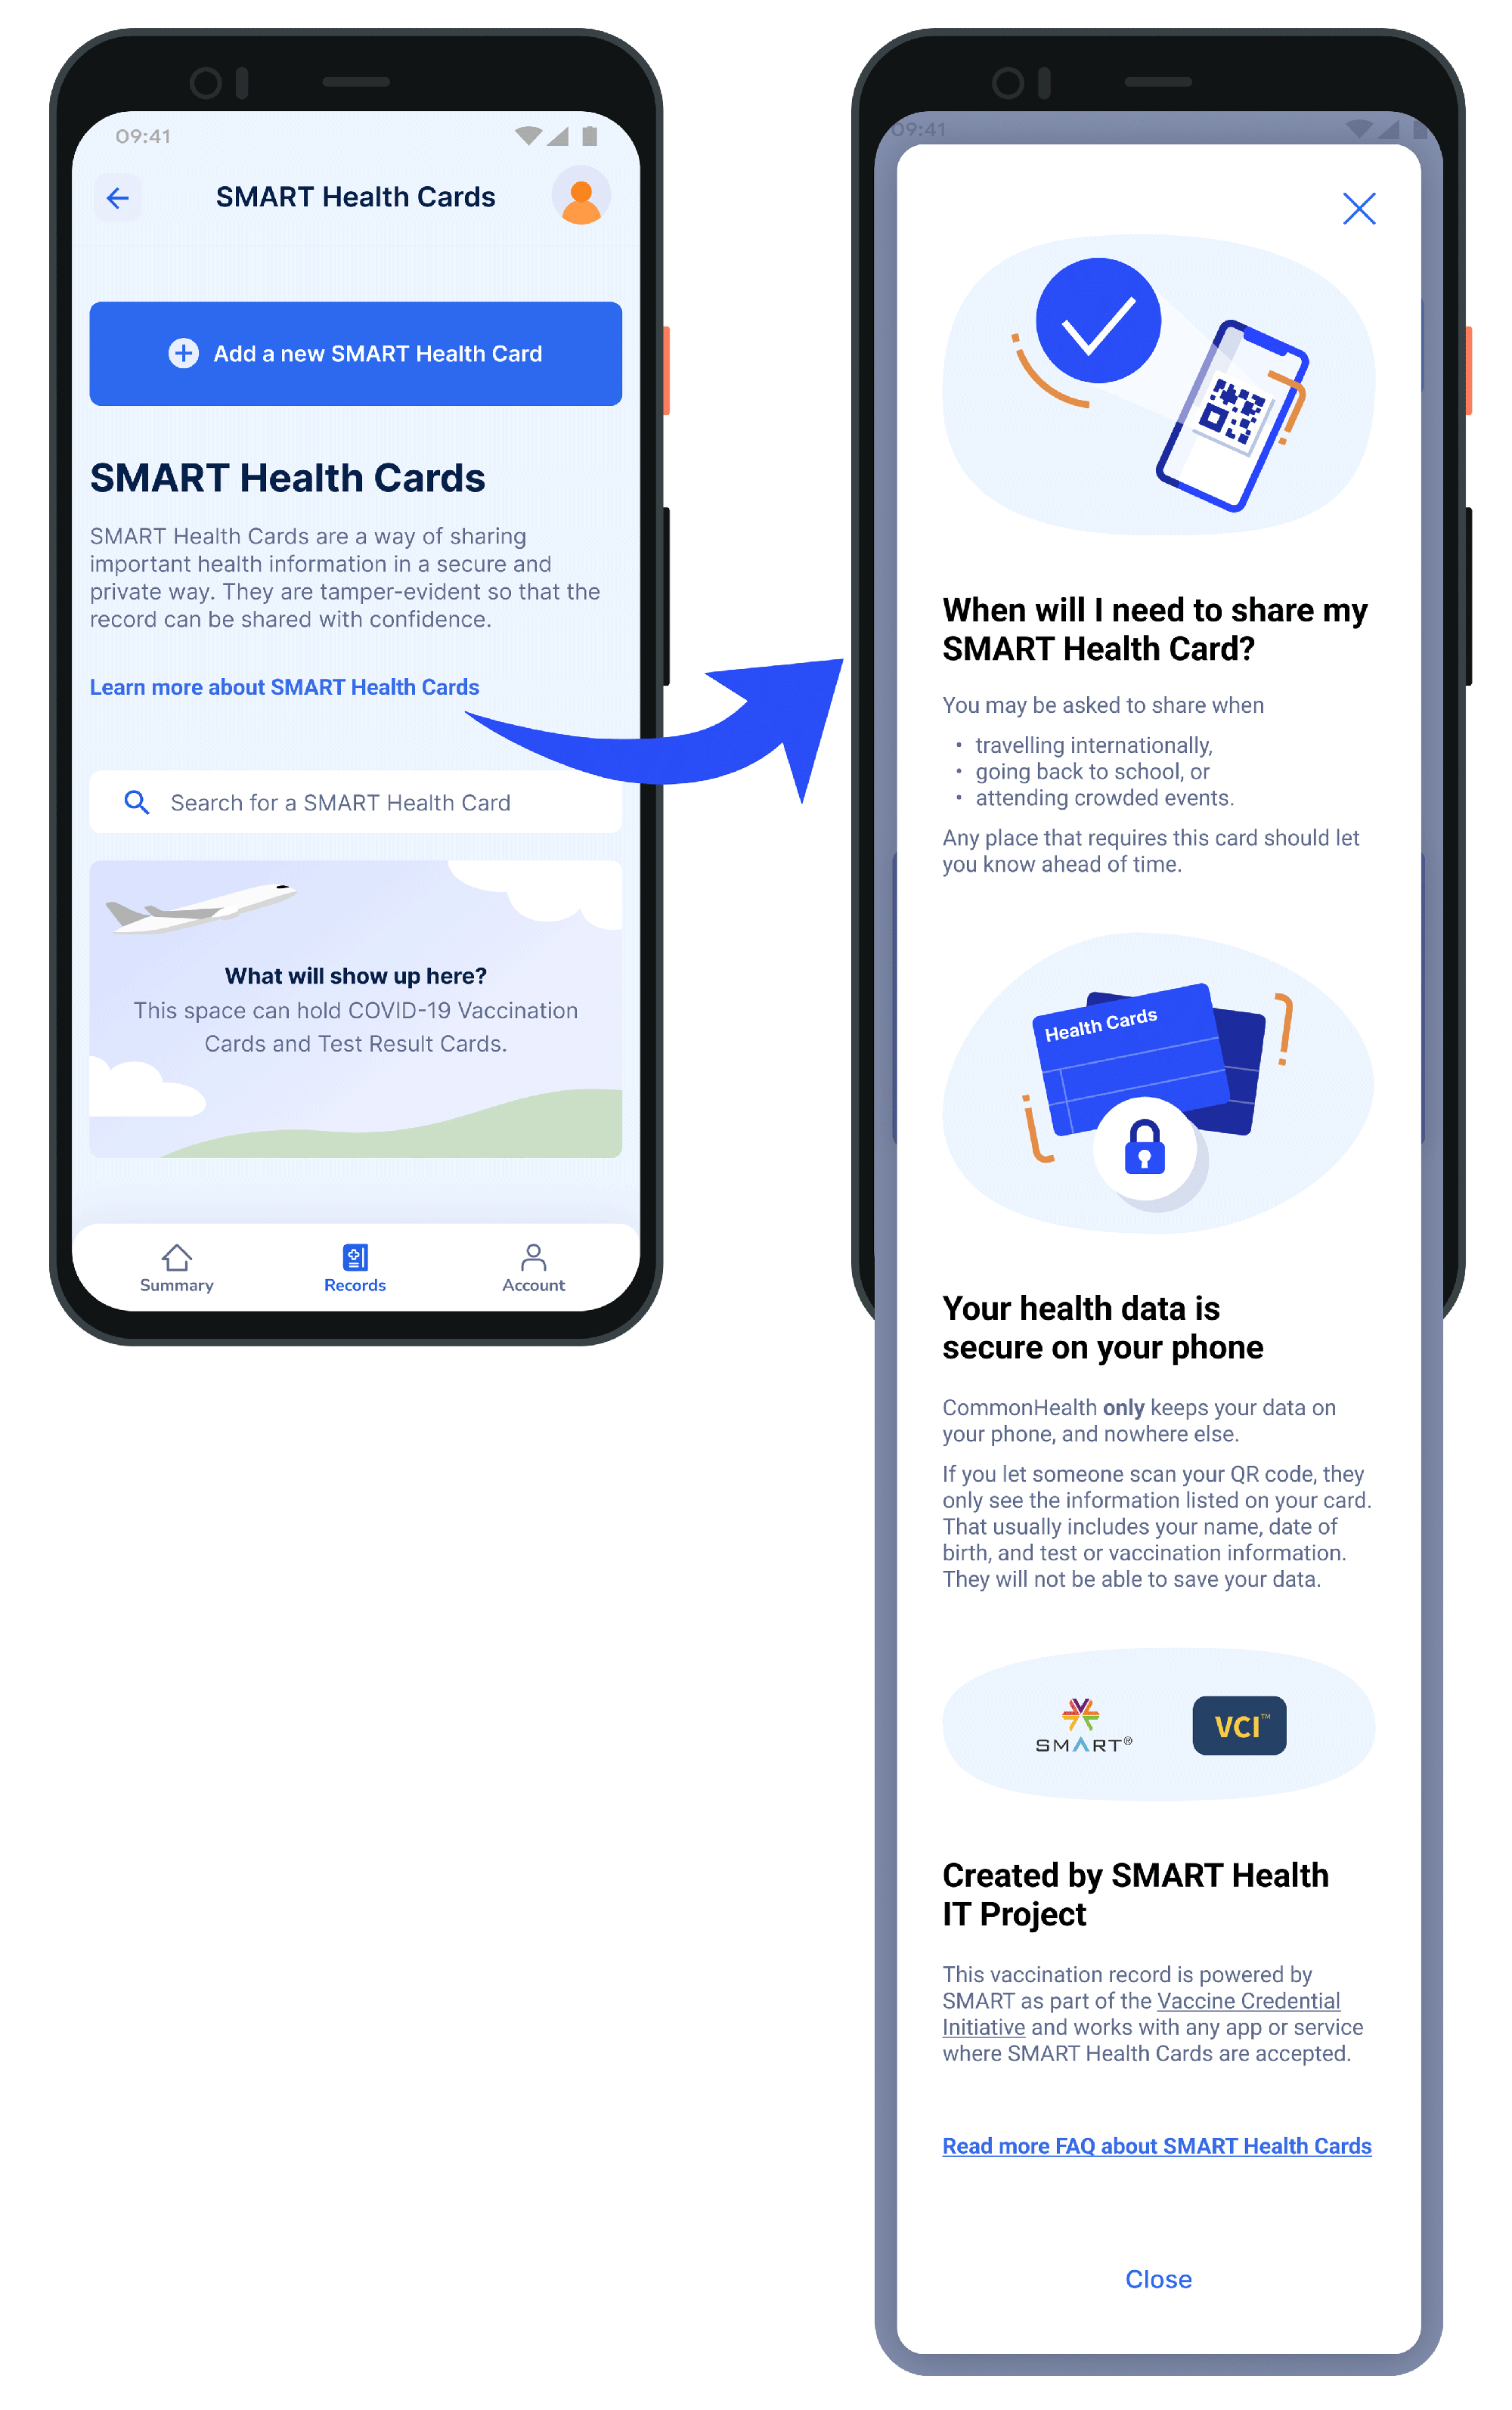 09:41
SMART Health Cards
Add a new SMART Health Card
SMART Health Cards
SMART Health Cards are a way of sharing
important health information in a secure and
private way. They are tamper-evident so that the
record can be shared with confidence.
Learn more about SMART Health Cards
Search for a SMART Health Card
What will show up here?
This space can hold COVID-19 Vaccination
Cards and Test Result Cards.
Summary
Records
Account
09:41
When will I need to share my
SMART Health Card?
You may be asked to share when
• travelling internationally,
• going back to school, or
• attending crowded events.
Any place that requires this card should let
you know ahead of time.
Health Cards
Your health data is
secure on your phone
CommonHealth only keeps your data on
your phone, and nowhere else.
If you let someone scan your QR code, they
only see the information listed on your card.
That usually includes your name, date of
birth, and test or vaccination information.
They will not be able to save your data.
SMART®
VCI™
Created by SMART Health
IT Project
This vaccination record is powered by
SMART as part of the Vaccine Credential
Initiative and works with any app or service
where SMART Health Cards are accepted.
Read more FAQ about SMART Health Cards
Close